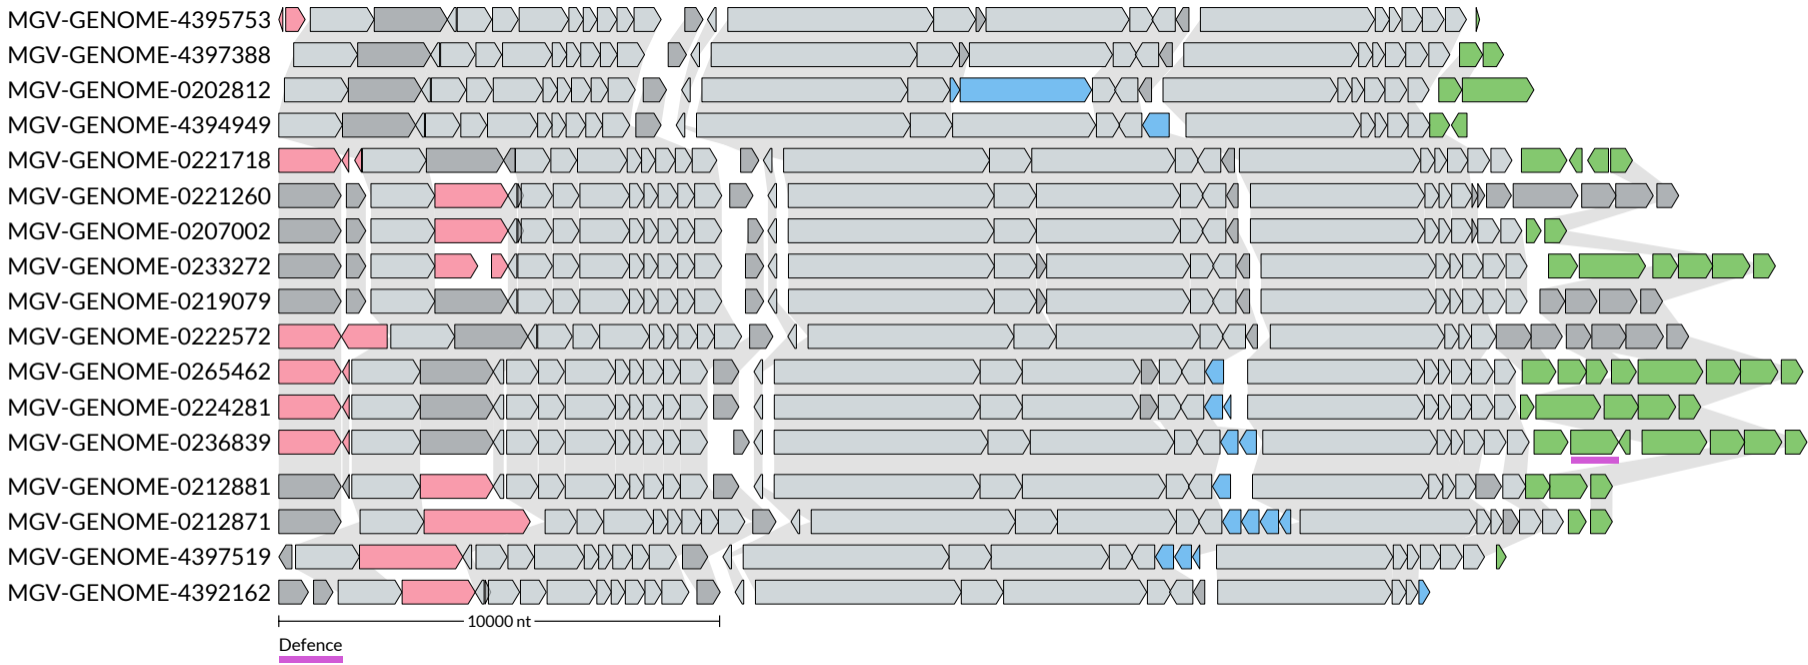 MGV-GENOME-4395753
MGV-GENOME-4397388
MGV-GENOME-0202812
MGV-GENOME-4394949
MGV-GENOME-0221718
MGV-GENOME-0221260
MGV-GENOME-0207002
MGV-GENOME-0233272
MGV-GENOME-0219079
MGV-GENOME-0222572
MGV-GENOME-0265462
MGV-GENOME-0224281
MGV-GENOME-0236839
MGV-GENOME-0212881
MGV-GENOME-0212871
MGV-GENOME-4397519
MGV-GENOME-4392162
10000 nt
Defence